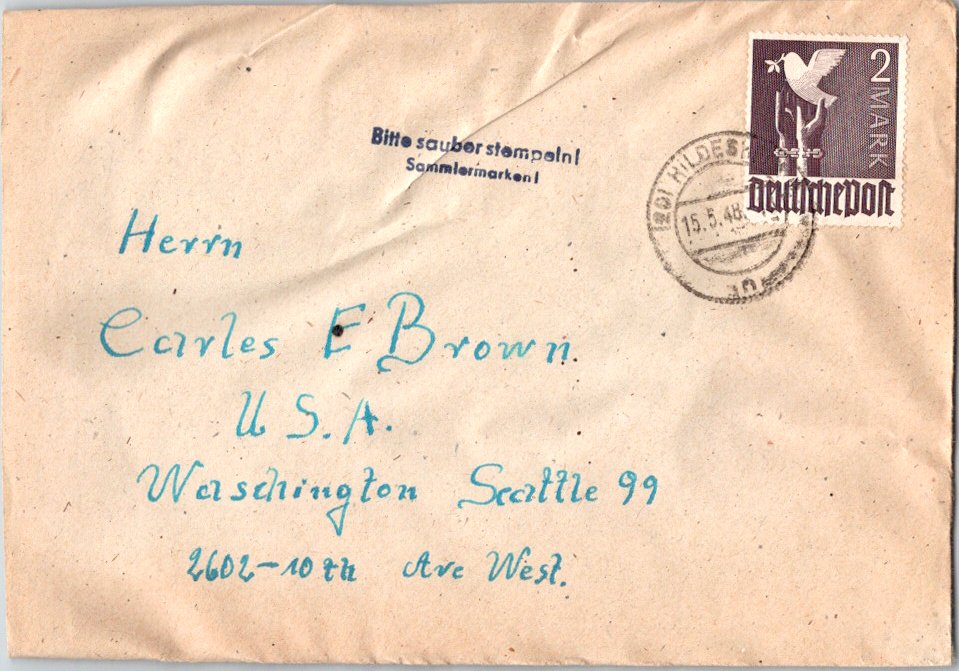 2 MARK
Deutsche Post
Bitte sauber stempeln!
Sammlermarken!
15.5.48
Herrn
Carles E Brown
U.S.A.
Waschington Seattle 99
2602-10th Ave West.